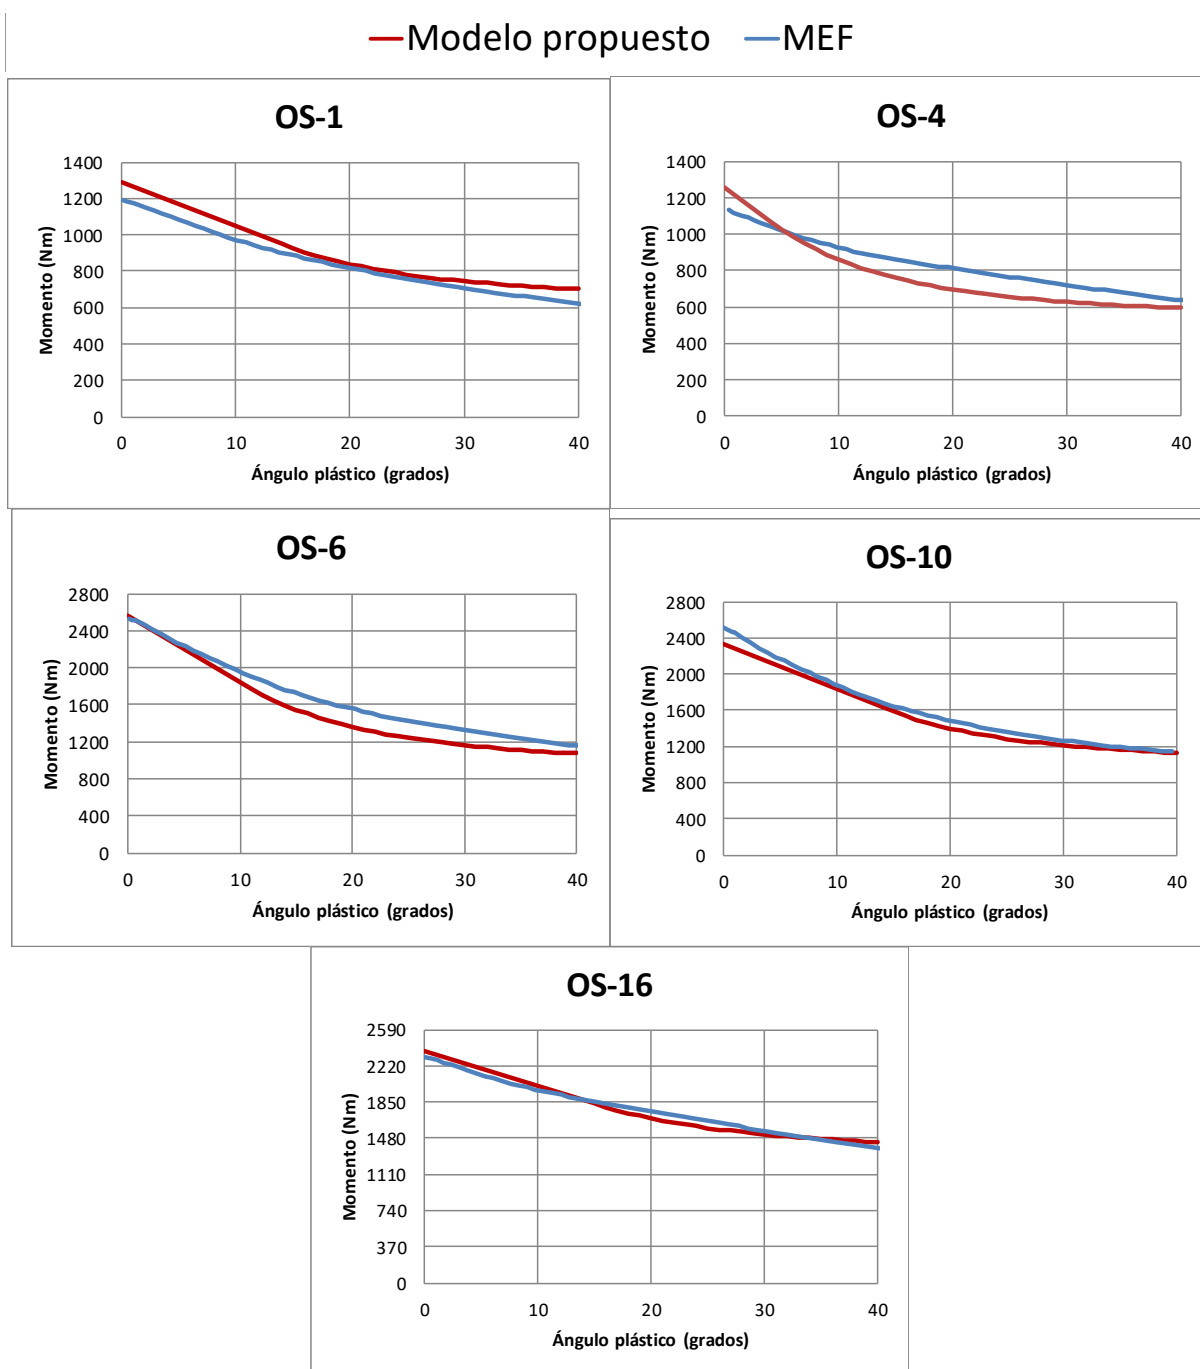 Modelo propuesto MEF
OS-1
Momento (Nm)
1400
1200
1000
800
600
400
200
0
0 10 20 30 40
Ángulo plástico (grados)
OS-4
Momento (Nm)
1400
1200
1000
800
600
400
200
0
0 10 20 30 40
Ángulo plástico (grados)
OS-6
Momento (Nm)
2800
2400
2000
1600
1200
800
400
0
0 10 20 30 40
Ángulo plástico (grados)
OS-10
Momento (Nm)
2800
2400
2000
1600
1200
800
400
0
0 10 20 30 40
Ángulo plástico (grados)
OS-16
Momento (Nm)
2590
2220
1850
1480
1110
740
370
0
0 10 20 30 40
Ángulo plástico (grados)